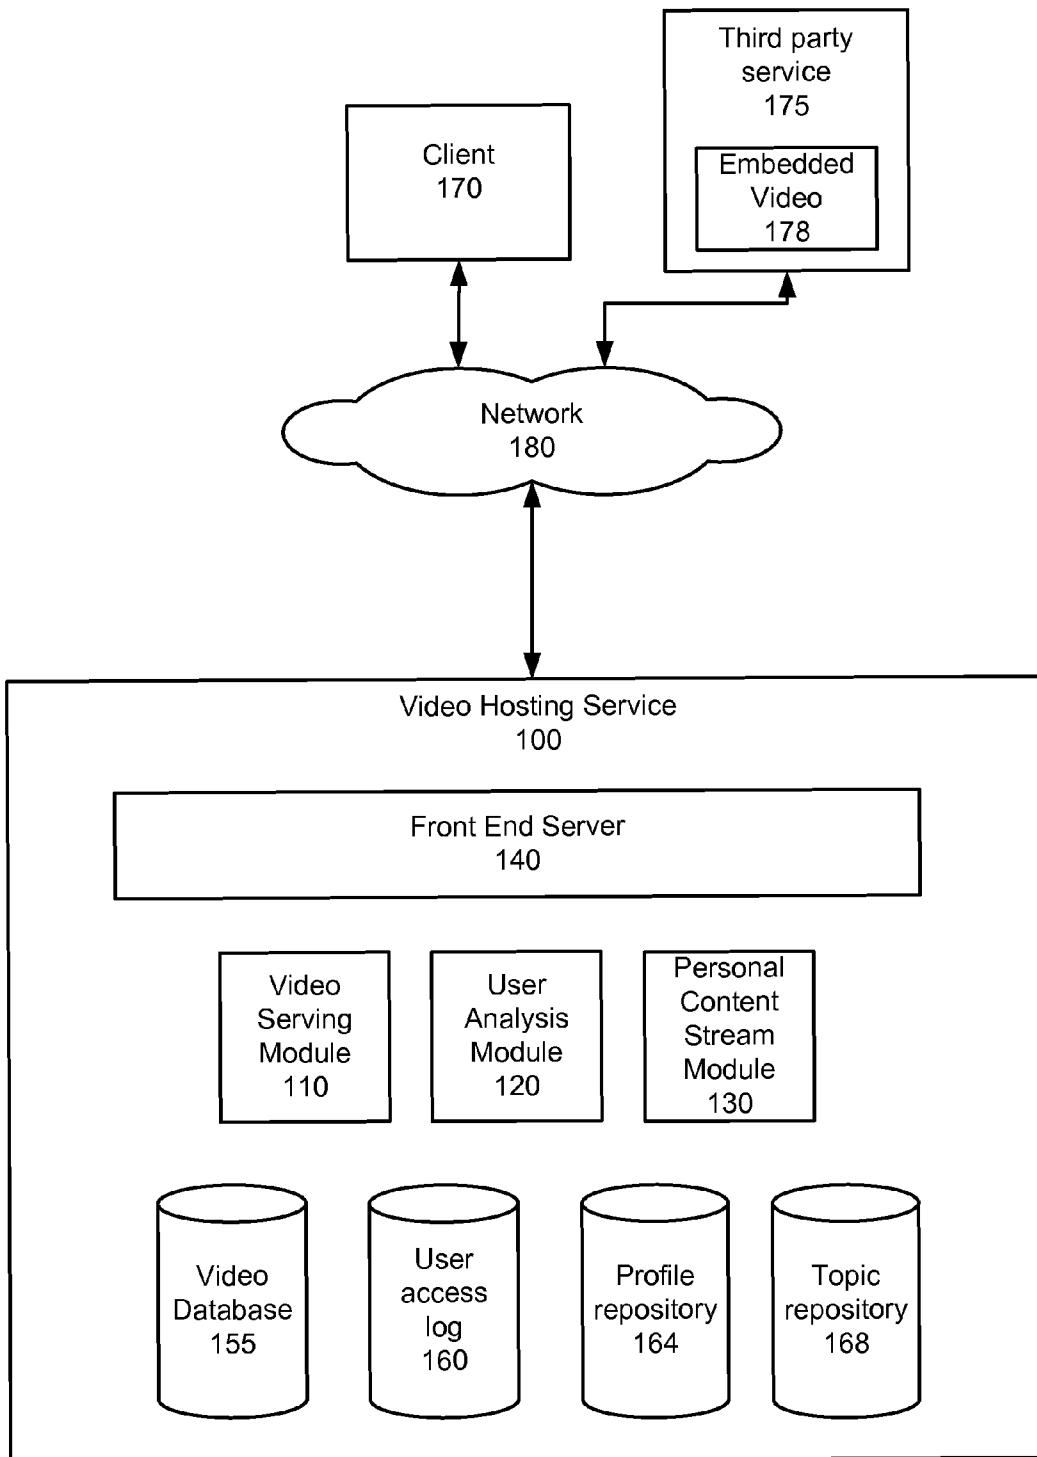 Third party
service
175
Embedded
Video
178
Client
170
Network
180
Video Hosting Service
100
Front End Server
140
Video
Serving
Module
110
User
Analysis
Module
120
Personal
Content
Stream
Module
130
Video
Database
155
User
access
log
160
Profile
repository
164
Topic
repository
168